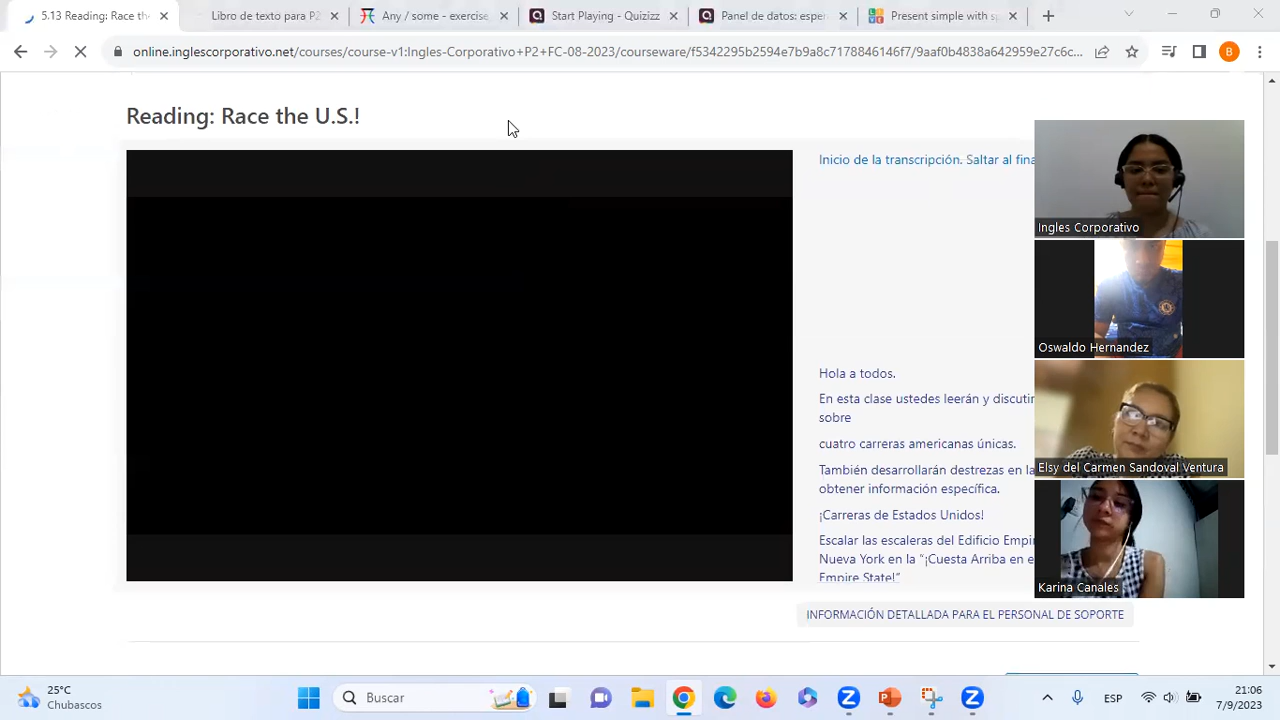 5.13 Reading: Race the
Libro de texto para P2
Any / some - exercise
Start Playing - Quizizz
Panel de datos: espera
Present simple with sp
online.inglescorporativo.net/courses/course-v1:Ingles-Corporativo+P2+FC-08-2023/courseware/f5342295b2594e7b9a8c7178846146f7/9aaf0b4838a642959e27c6c...
B
Reading: Race the U.S.!
Inicio de la transcripción. Saltar al fina
Hola a todos.
En esta clase ustedes leerán y discutir
sobre
cuatro carreras americanas únicas.
También desarrollarán destrezas en la
obtener información específica.
¡Carreras de Estados Unidos!
Escalar las escaleras del Edificio Empir
Nueva York en la "¡Cuesta Arriba en e
Empire State!"
INFORMACIÓN DETALLADA PARA EL PERSONAL DE SOPORTE
Ingles Corporativo
Oswaldo Hernandez
Elsy del Carmen Sandoval Ventura
Karina Canales
25°C
Chubascos
Buscar
ESP
21:06
7/9/2023